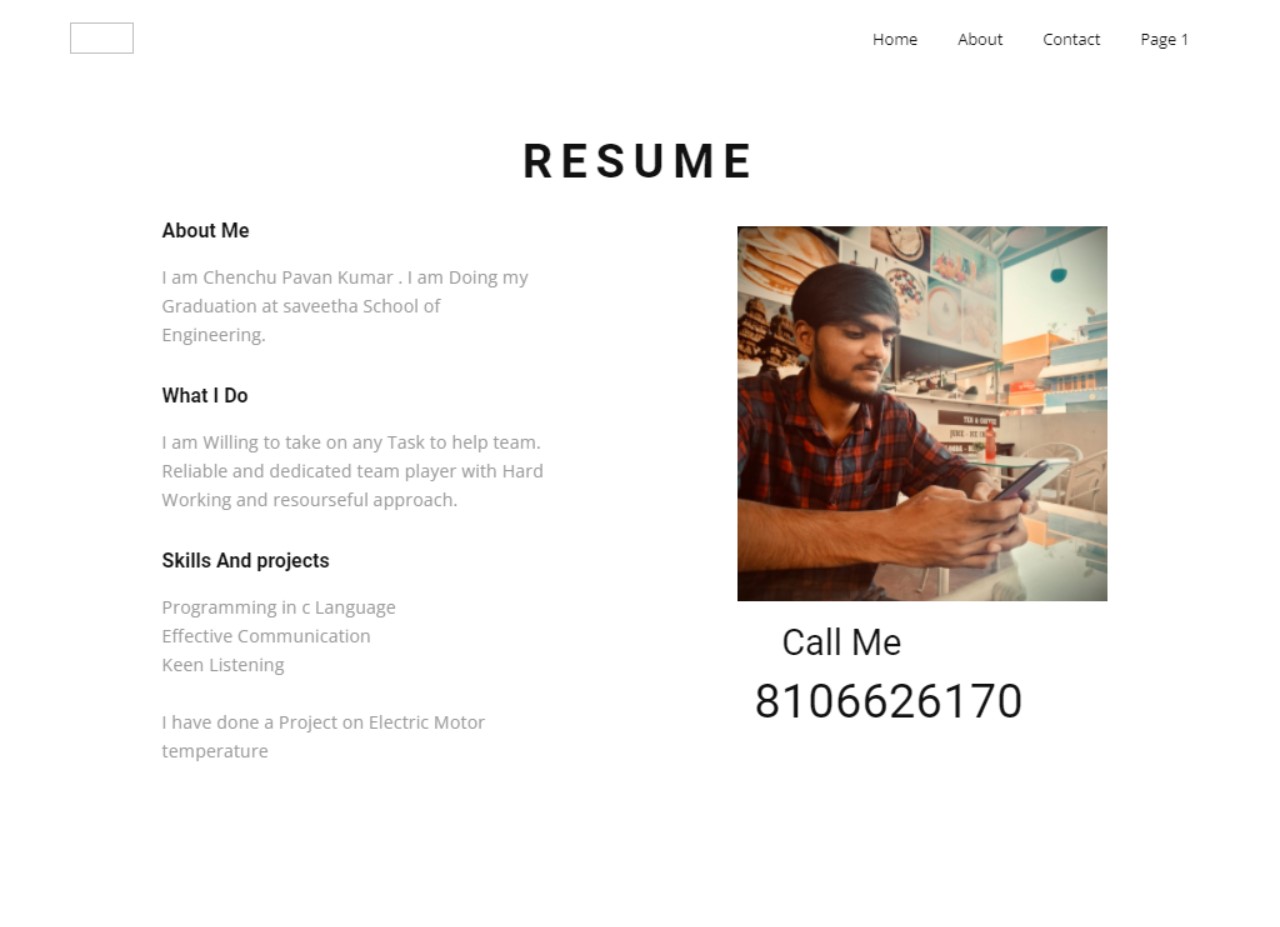 Home About Contact Page 1
RESUME
About Me
I am Chenchu Pavan Kumar . I am Doing my
Graduation at saveetha School of
Engineering.
What I Do
I am Willing to take on any Task to help team.
Reliable and dedicated team player with Hard
Working and resourseful approach.
Skills And projects
Programming in c Language
Effective Communication
Keen Listening
I have done a Project on Electric Motor
temperature
Call Me
8106626170